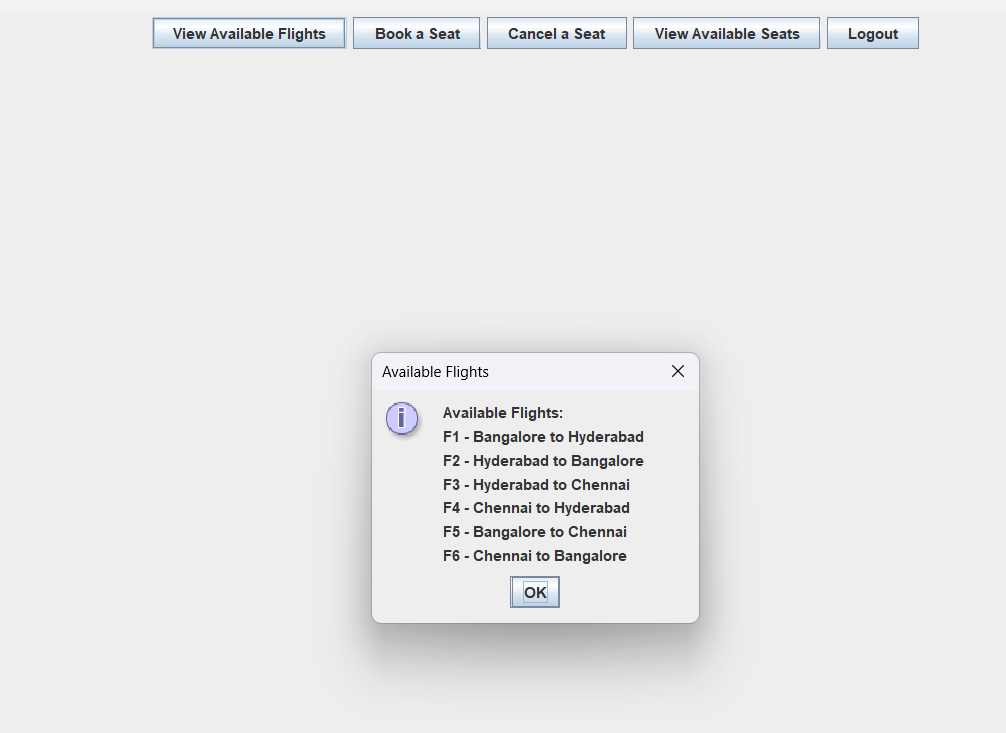 View Available Flights Book a Seat Cancel a Seat View Available Seats Logout
Available Flights
i
Available Flights:
F1 - Bangalore to Hyderabad
F2 - Hyderabad to Bangalore
F3 - Hyderabad to Chennai
F4 - Chennai to Hyderabad
F5 - Bangalore to Chennai
F6 - Chennai to Bangalore
OK